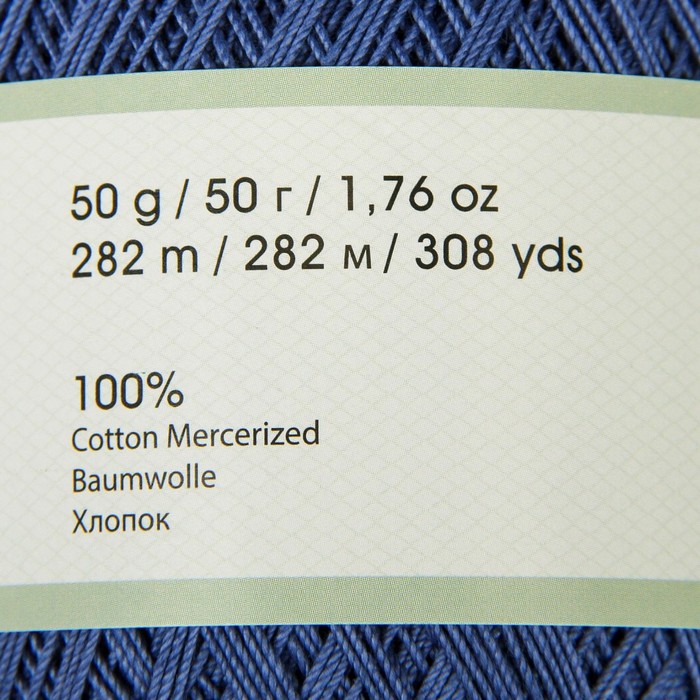 50 g / 50 г / 1,76 oz
282 m / 282 м / 308 yds
100%
Cotton Mercerized
Baumwolle
Хлопок